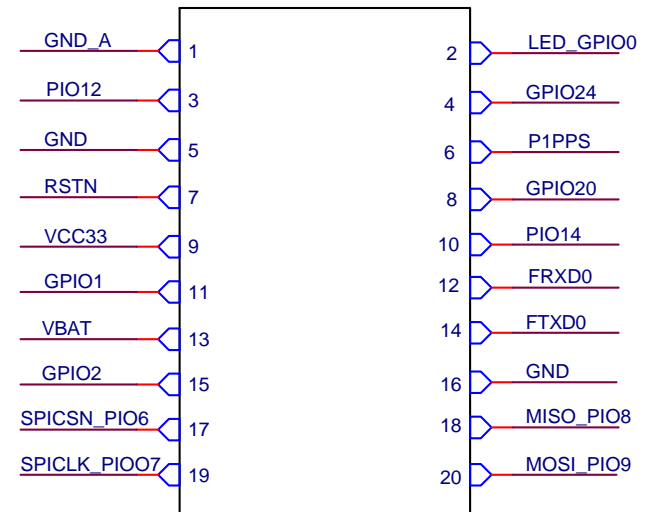 GND_A 1 2 LED_GPIO0
PIO12 3 4 GPIO24
GND 5 6 P1PPS
RSTN 7 8 GPIO20
VCC33 9 10 PIO14
GPIO1 11 12 FRXD0
VBAT 13 14 FTXD0
GPIO2 15 16 GND
SPICSN_PIO6 17 18 MISO_PIO8
SPICLK_PIOO7 19 20 MOSI_PIO9